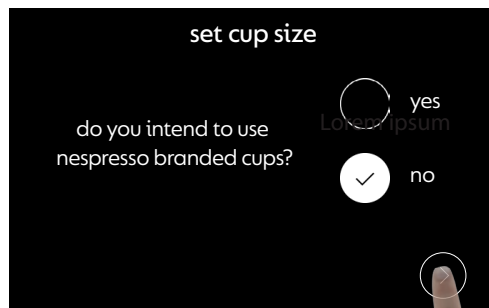 set cup size
do you intend to use
nespresso branded cups?
yes
Lorem ipsum
no